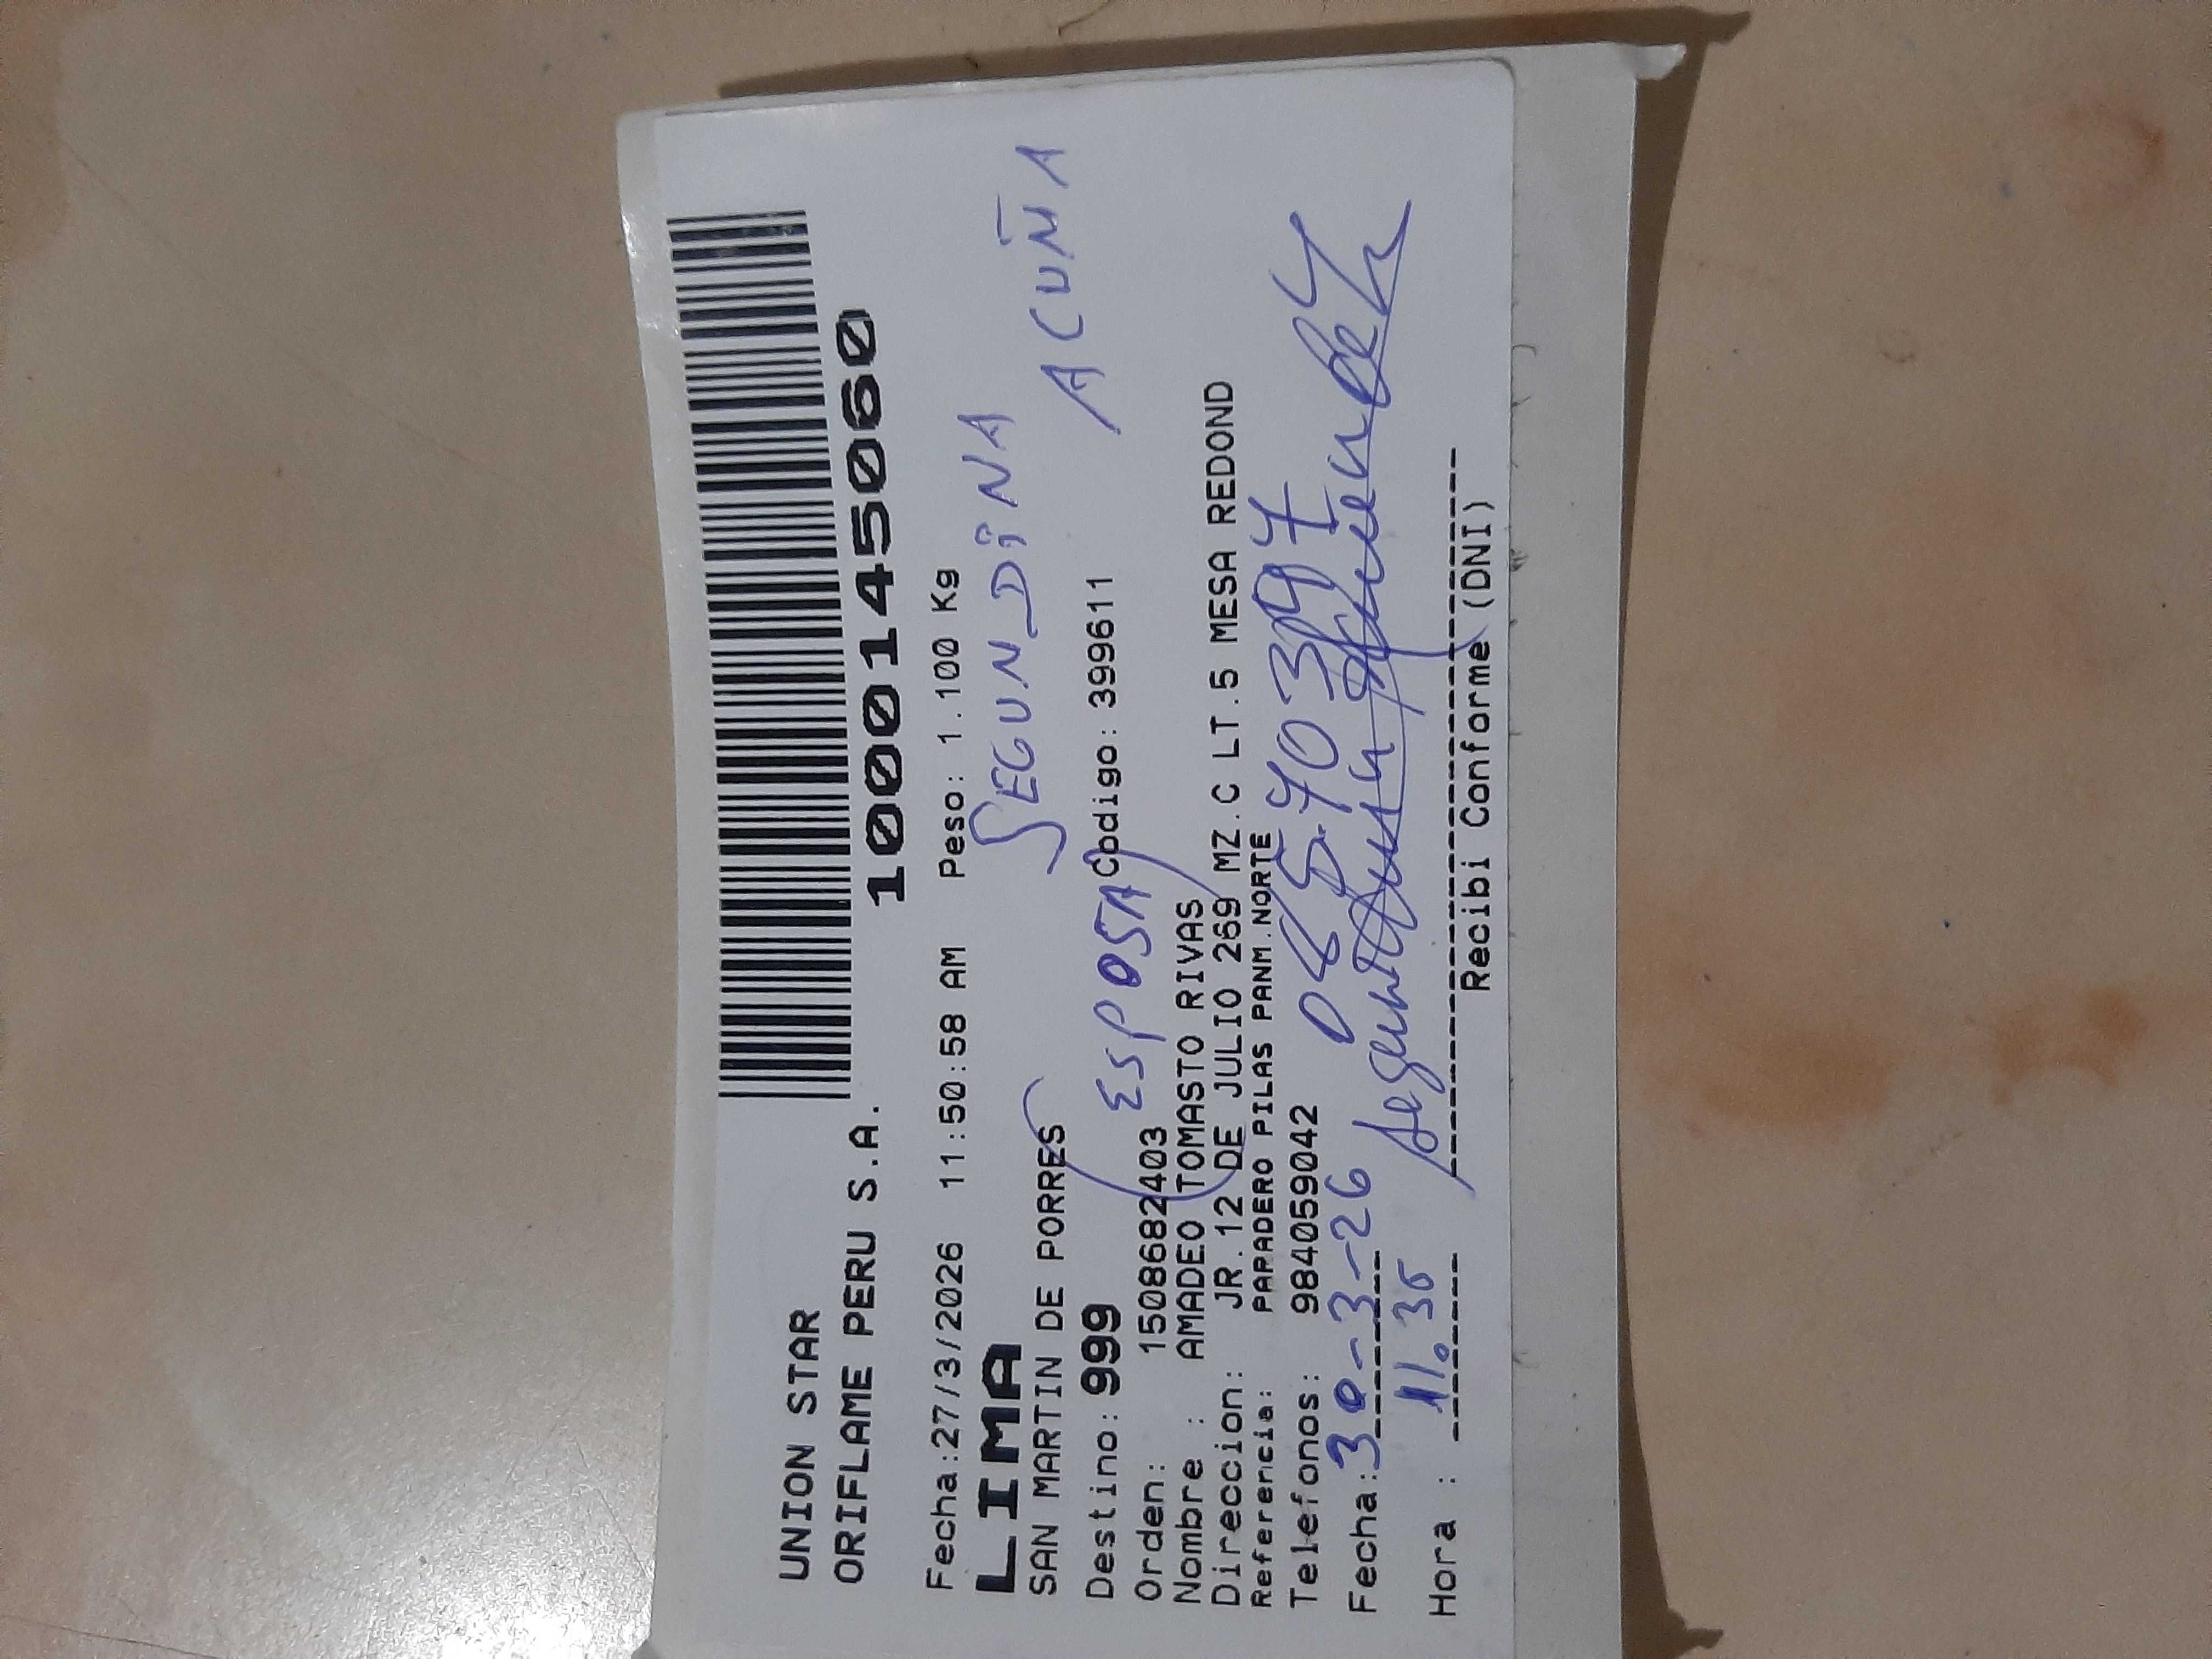 UNION STAR
ORIFLAME PERU S.A.
1000145060
Fecha:27/3/2026 11:50:58 AM Peso: 1.100 Kg
LIMA
SEGUNDINA
SAN MARTIN DE PORRES
ACUÑA
Destino: 999 (ESPOSA) Codigo: 399611
Orden: 1508682403
Nombre : AMADEO TOMASTO RIVAS
Direccion: JR.12 DE JULIO 269 MZ.C LT.5 MESA REDOND
Referencia: PAPADERO PILAS PANM.NORTE
Telefonos: 984059042
Fecha: 30-3-26
Hora : 11.35
Recibi Conforme (DNI)